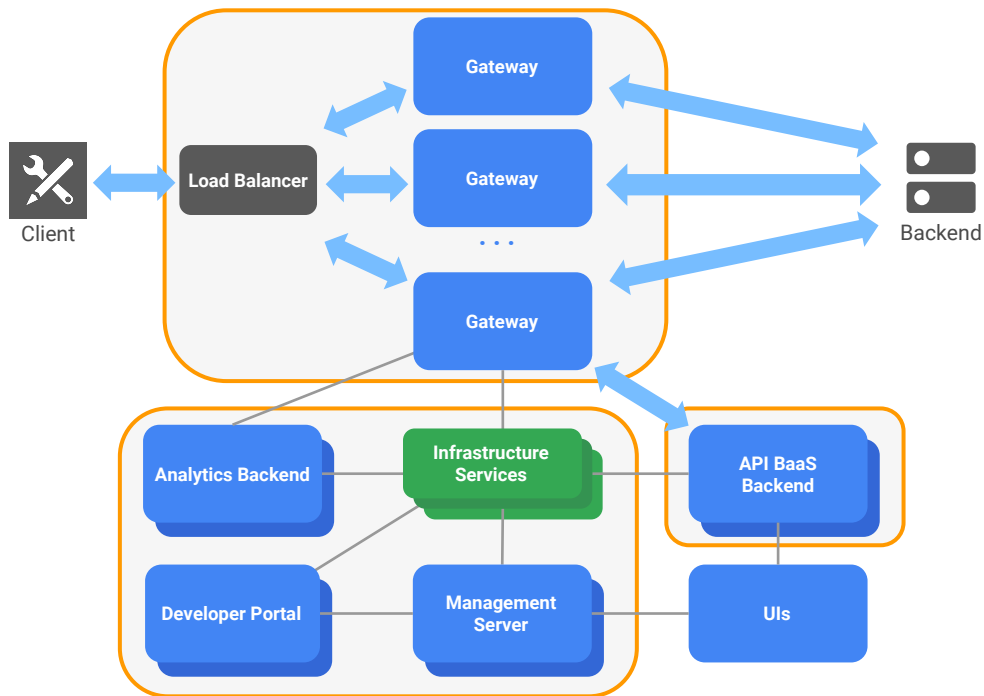 Gateway
Gateway
Load Balancer
Client
Backend
. . .
Gateway
Infrastructure
Services
Analytics Backend
API BaaS
Backend
Developer Portal
Management
Server
UIs